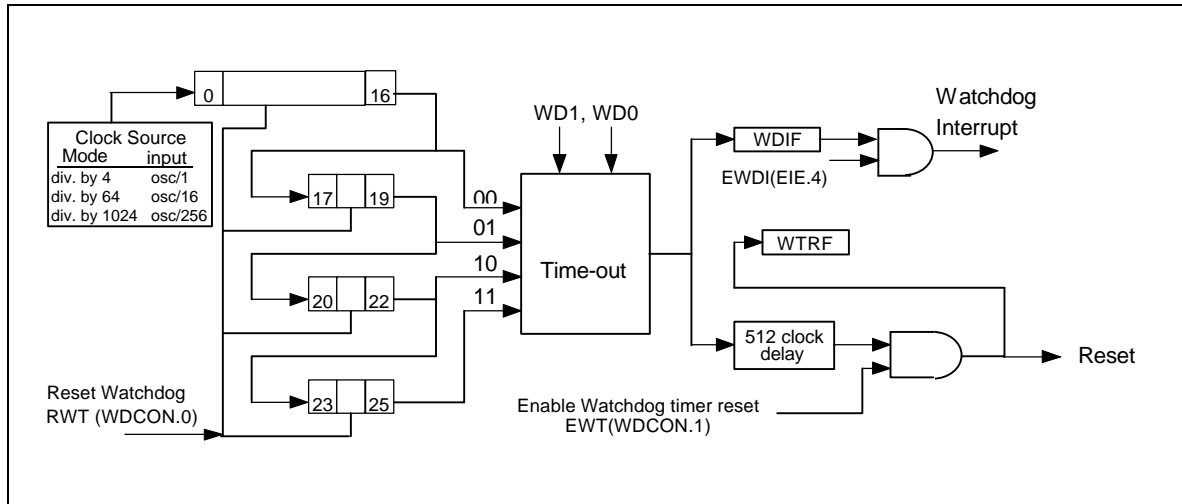 0
16
Clock Source
Mode input
div. by 4 osc/1
div. by 64 osc/16
div. by 1024 osc/256
17
19
20
22
23
25
Reset Watchdog
RWT (WDCON.0)
WD1, WD0
00
01
10
11
Time-out
WDIF
EWDI(EIE.4)
Watchdog
Interrupt
WTRF
512 clock
delay
Enable Watchdog timer reset
EWT(WDCON.1)
Reset